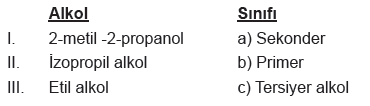 Alkol Sınıfı
I. 2-metil -2-propanol a) Sekonder
II. İzopropil alkol b) Primer
III. Etil alkol c) Tersiyer alkol